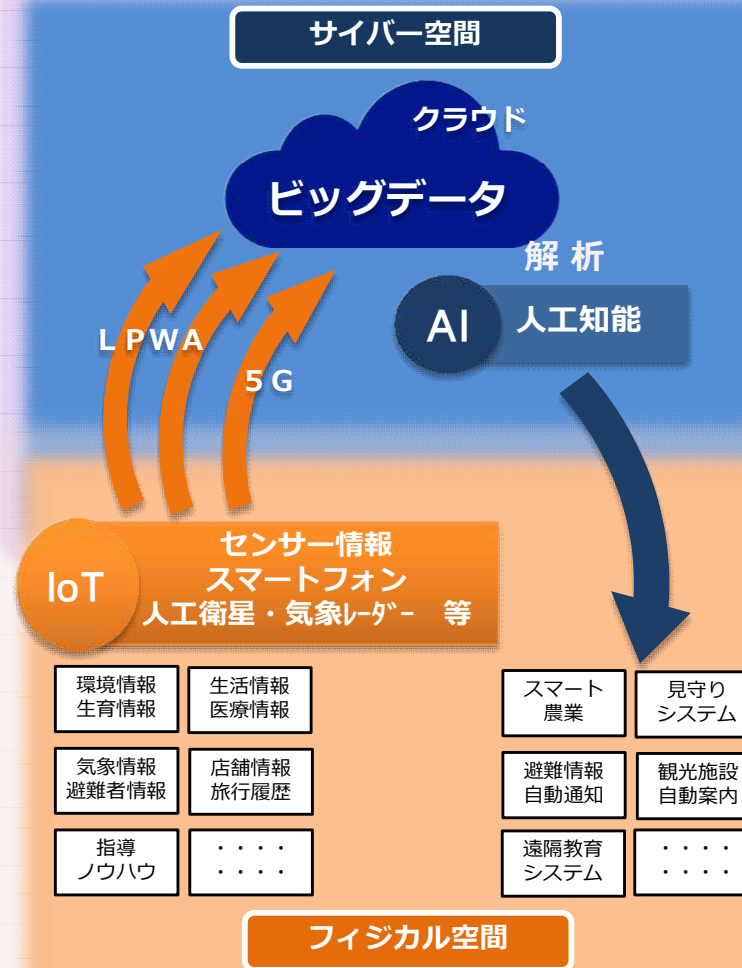 サイバー空間
クラウド
ビッグデータ
解 析
AI
人工知能
LPWA
5G
IoT
センサー情報
スマートフォン
人工衛星・気象ﾚｰﾀﾞｰ 等
環境情報
生育情報
生活情報
医療情報
気象情報
避難者情報
店舗情報
旅行履歴
指導
ノウハウ
・・・・
・・・・
スマート
農業
見守り
システム
避難情報
自動通知
観光施設
自動案内
遠隔教育
システム
・・・・
・・・・
フィジカル空間